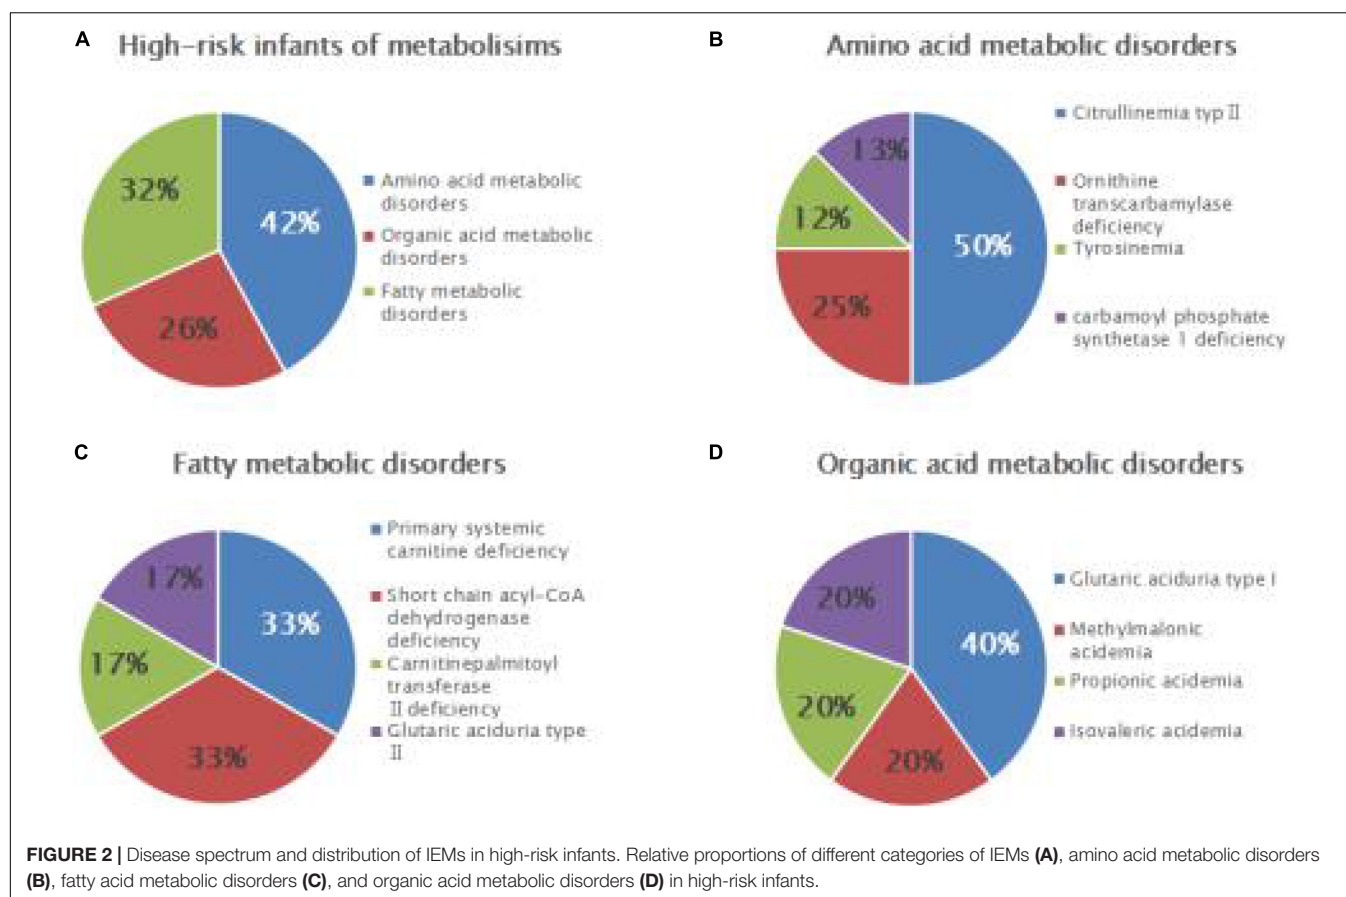 A
High-risk infants of metabolisims
32%
42%
26%
Amino acid metabolic
disorders
Organic acid metabolic
disorders
Fatty metabolic
disorders
B
Amino acid metabolic disorders
13%
12%
50%
25%
Citrullinemia typ Ⅱ
Ornithine
transcarbamylase
deficiency
Tyrosinemia
carbamoyl phosphate
synthetase Ⅰ deficiency
C
Fatty metabolic disorders
17%
33%
17%
33%
Primary systemic
carnitine deficiency
Short chain acyl-CoA
dehydrogenase
deficiency
Carnitinepalmitoyl
transferase
Ⅱ deficiency
Glutaric aciduria type
Ⅱ
D
Organic acid metabolic disorders
20%
40%
20%
20%
Glutaric aciduria type Ⅰ
Methylmalonic
acidemia
Propionic acidemia
Isovaleric acidemia
FIGURE 2 | Disease spectrum and distribution of IEMs in high-risk infants. Relative proportions of different categories of IEMs (A), amino acid metabolic disorders
(B), fatty acid metabolic disorders (C), and organic acid metabolic disorders (D) in high-risk infants.